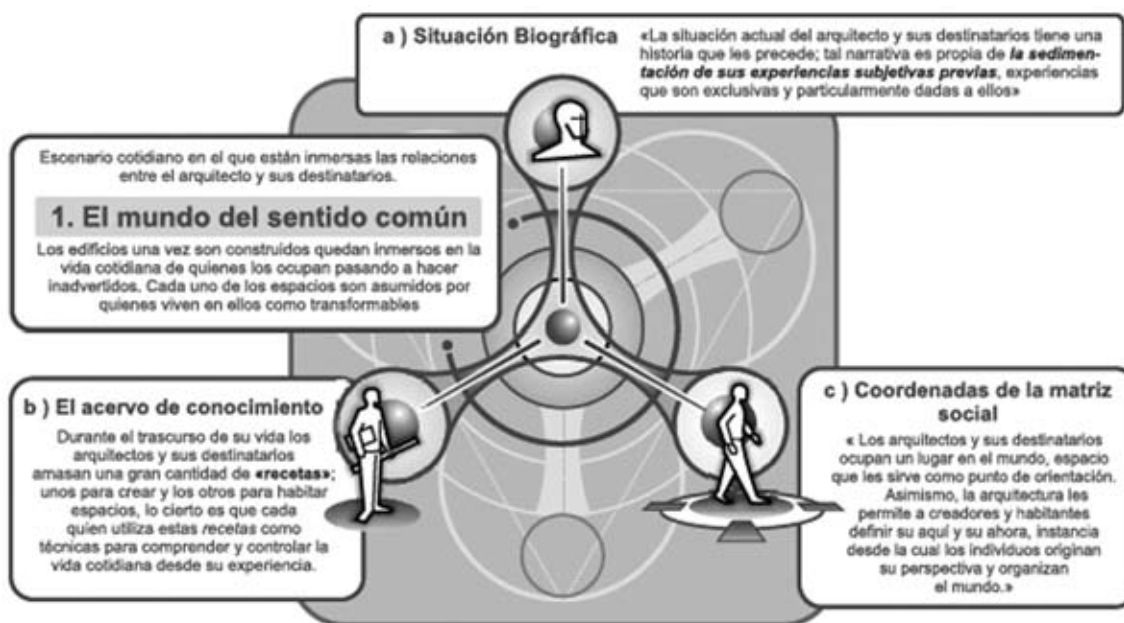 a ) Situación Biográfica
«La situación actual del arquitecto y sus destinatarios tiene una
historia que les precede; tal narrativa es propia de la sedimen-
tación de sus experiencias subjetivas previas, experiencias
que son exclusivas y particularmente dadas a ellos»
Escenario cotidiano en el que están inmersas las relaciones
entre el arquitecto y sus destinatarios.
1. El mundo del sentido común
Los edificios una vez son construidos quedan inmersos en la
vida cotidiana de quienes los ocupan pasando a hacer
inadvertidos. Cada uno de los espacios son asumidos por
quienes viven en ellos como transformables
b ) El acervo de conocimiento
Durante el trascurso de su vida los
arquitectos y sus destinatarios
amasan una gran cantidad de «recetas»;
unos para crear y los otros para habitar
espacios, lo cierto es que cada
quien utiliza estas recetas como
técnicas para comprender y controlar la
vida cotidiana desde su experiencia.
c ) Coordenadas de la matriz
social
« Los arquitectos y sus destinatarios
ocupan un lugar en el mundo, espacio
que les sirve como punto de orientación.
Asimismo, la arquitectura les
permite a creadores y habitantes
definir su aquí y su ahora, instancia
desde la cual los individuos originan
su perspectiva y organizan
el mundo.»